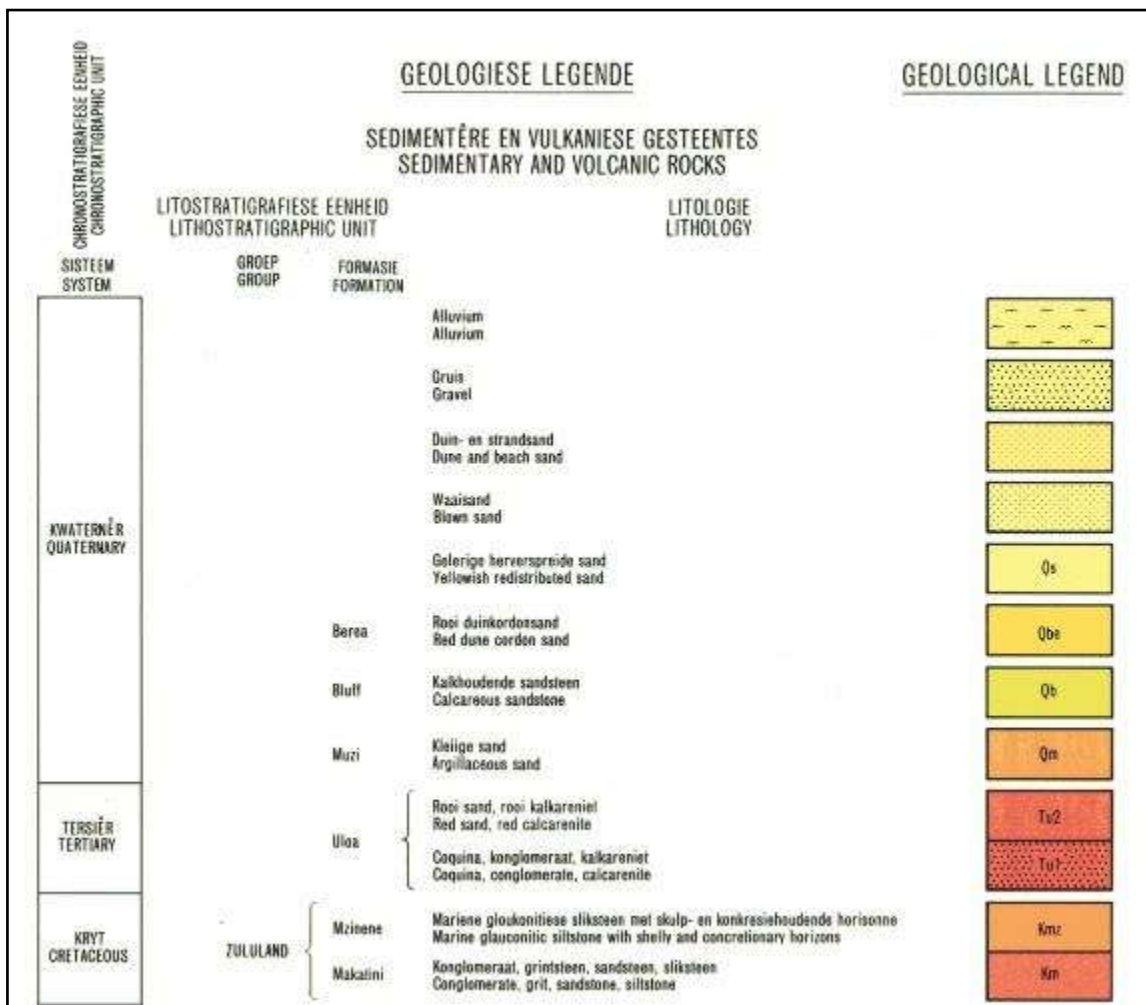 CHRONOSTRATIGRAFIESE EENHEID
CHRONOSTRATIGRAPHIC UNIT
GEOLOGIESE LEGENDE
GEOLOGICAL LEGEND
SEDIMENTÊRE EN VULKANIESE GESTEENTES
SEDIMENTARY AND VOLCANIC ROCKS
LITOSTRATIGRAFIESE EENHEID
LITHOSTRATIGRAPHIC UNIT
LITOLOGIE
LITHOLOGY
SISTEEM
SYSTEM
GROEP
GROUP
FORMASIE
FORMATION
Alluvium
Alluvium
Gruis
Gravel
Duin- en strandsand
Dune and beach sand
Waaisand
Blown sand
KWATERNÊR
QUATERNARY
Gelerige herverspreide sand
Yellowish redistributed sand
Qs
Berea
Rooi duinkordonsand
Red dune cordon sand
Qbe
Bluff
Kalkhoudende sandsteen
Calcareous sandstone
Qb
Muzi
Kleiige sand
Argillaceous sand
Qm
TERSIÊR
TERTIARY
Uloa
Rooi sand, rooi kalkareniet
Red sand, red calcarenite
Tu2
Coquina, konglomeraat, kalkareniet
Coquina, conglomerate, calcarenite
Tu1
KRYT
CRETACEOUS
ZULULAND
Mzinene
Mariene gloukonitiese sliksteen met skulp- en konkresiehoudende horisonne
Marine glauconitic siltstone with shelly and concretionary horizons
Kmz
Makatini
Konglomeraat, grintsteen, sandsteen, sliksteen
Conglomerate, grit, sandstone, siltstone
Km